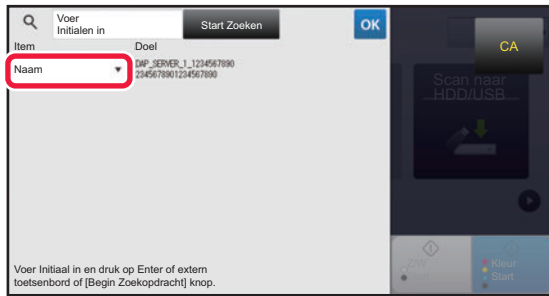 Voer
Initialen in
Start Zoeken
OK
CA
Item
Doel
Naam
DAP_SERVER_1_1234567890
2345678901234567890
Scan naar
HDD/USB
Voer Initiaal in en druk op Enter of extern
toetsenbord of [Begin Zoekopdracht] knop.
Z/W
Start
Kleur
Start